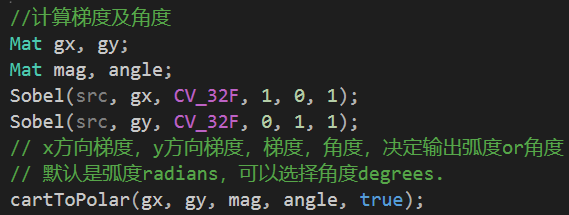 //计算梯度及角度
Mat gx, gy;
Mat mag, angle;
Sobel(src, gx, CV_32F, 1, 0, 1);
Sobel(src, gy, CV_32F, 0, 1, 1);
// x方向梯度，y方向梯度，梯度，角度，决定输出弧度or角度
// 默认是弧度radians，可以选择角度degrees.
cartToPolar(gx, gy, mag, angle, true);